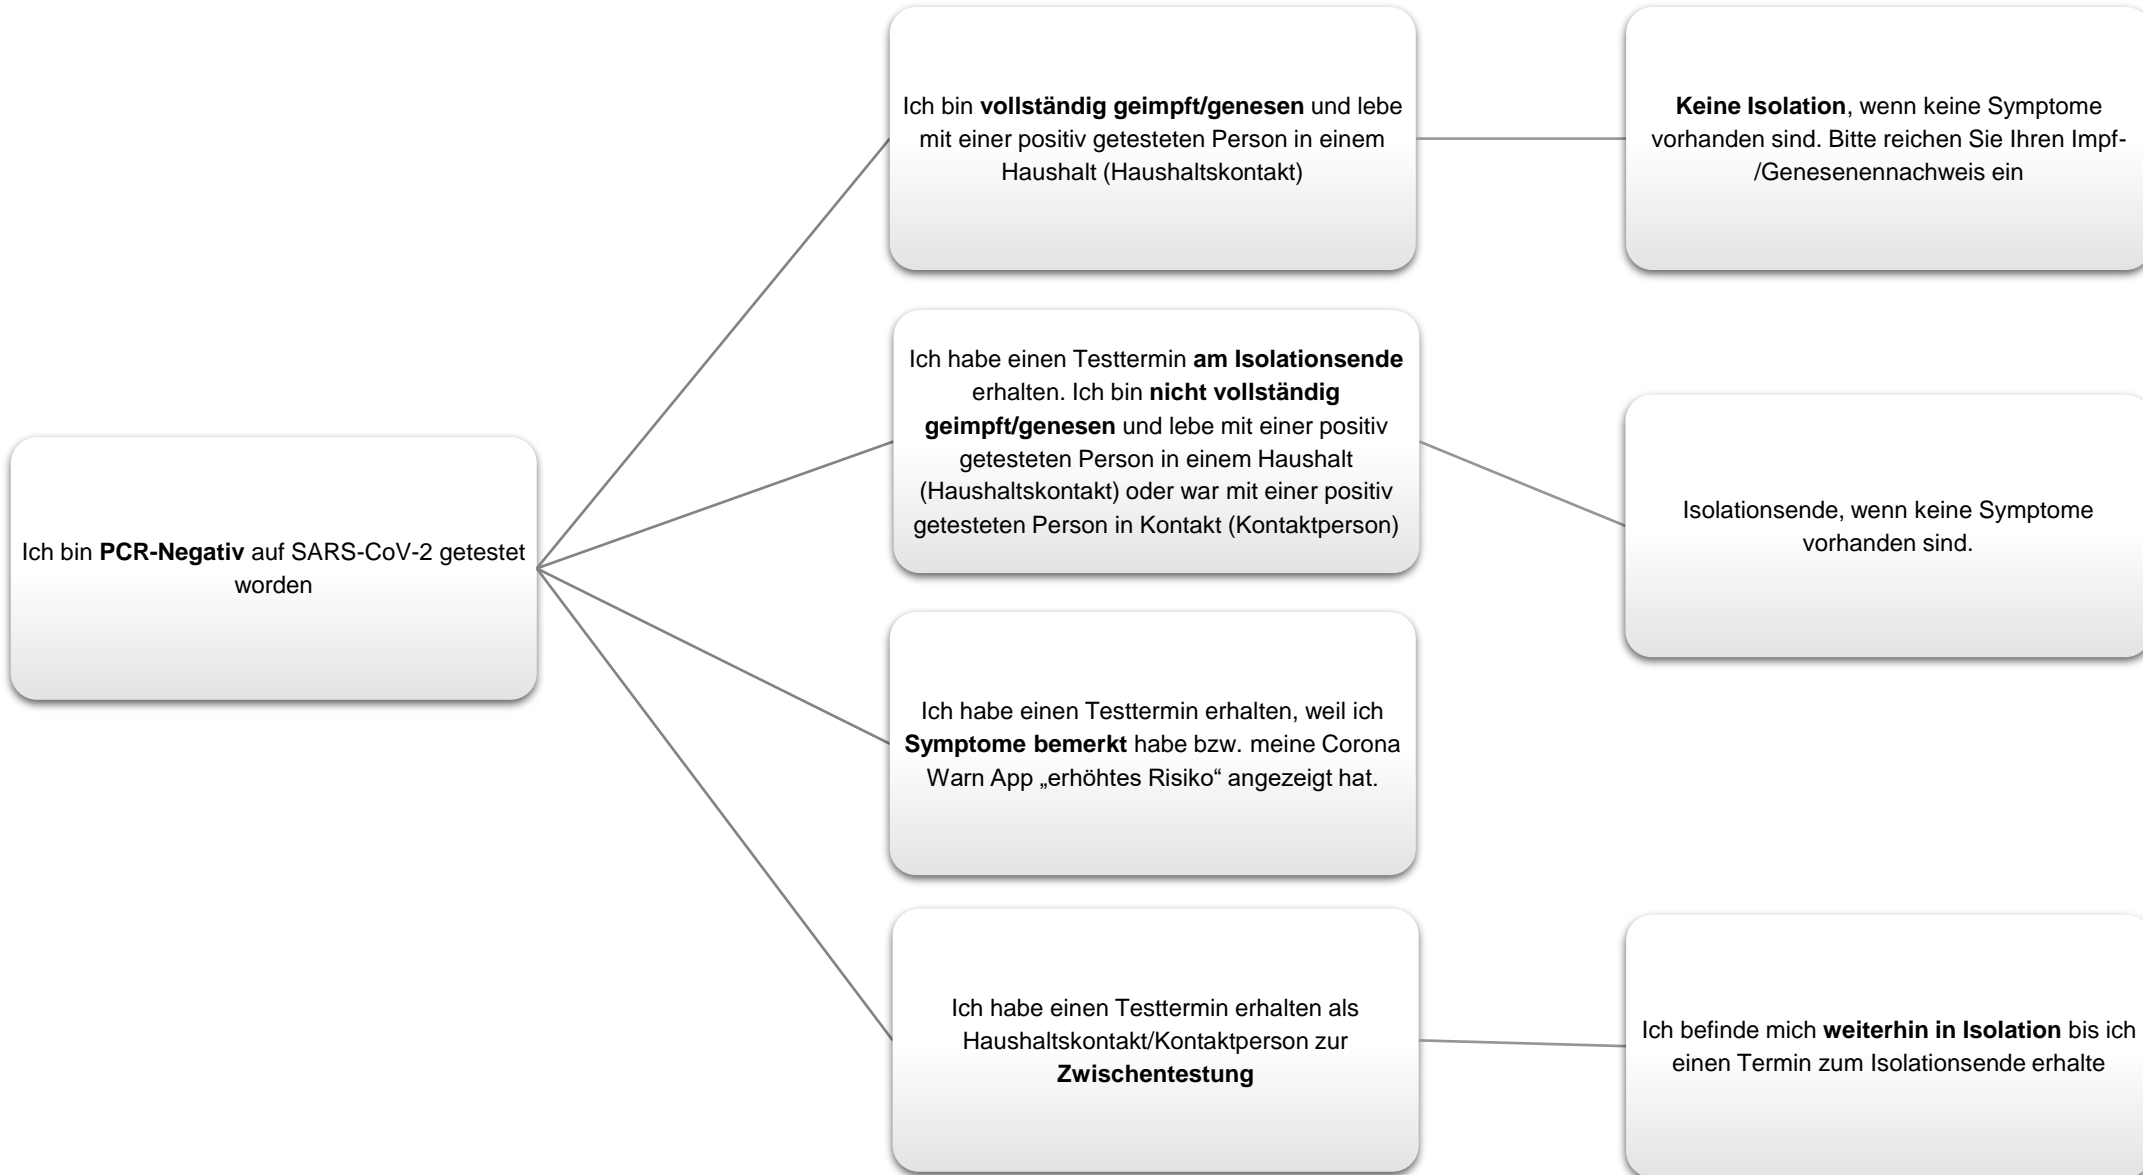 Ich bin PCR-Negativ auf SARS-CoV-2 getestet
worden
Ich bin vollständig geimpft/genesen und lebe
mit einer positiv getesteten Person in einem
Haushalt (Haushaltskontakt)
Keine Isolation, wenn keine Symptome
vorhanden sind. Bitte reichen Sie Ihren Impf-
/Genesenennachweis ein
Ich habe einen Testtermin am Isolationsende
erhalten. Ich bin nicht vollständig
geimpft/genesen und lebe mit einer positiv
getesteten Person in einem Haushalt
(Haushaltskontakt) oder war mit einer positiv
getesteten Person in Kontakt (Kontaktperson)
Isolationsende, wenn keine Symptome
vorhanden sind.
Ich habe einen Testtermin erhalten, weil ich
Symptome bemerkt habe bzw. meine Corona
Warn App „erhöhtes Risiko“ angezeigt hat.
Ich habe einen Testtermin erhalten als
Haushaltskontakt/Kontaktperson zur
Zwischentestung
Ich befinde mich weiterhin in Isolation bis ich
einen Termin zum Isolationsende erhalte